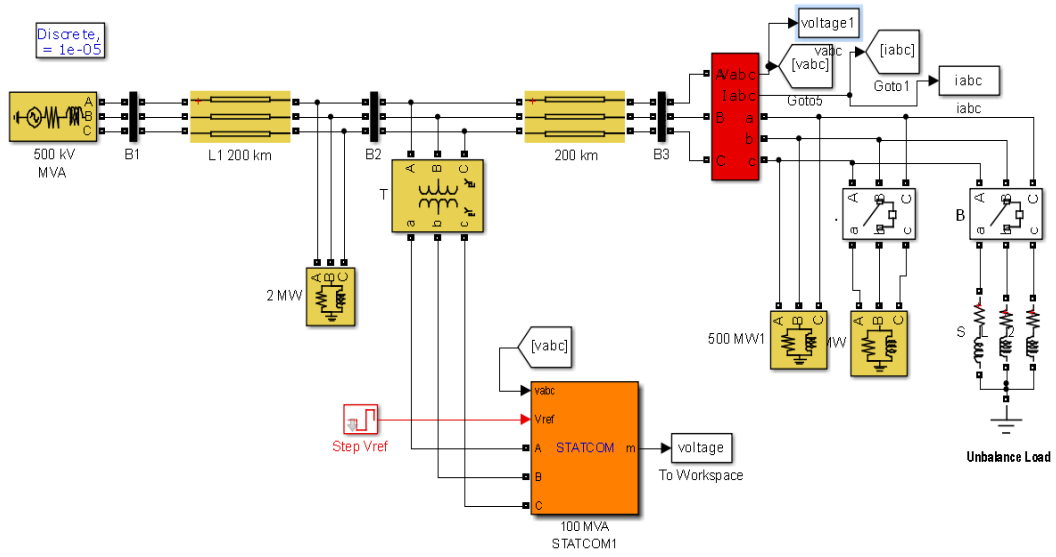 Discrete,
= 1e-05
A
B
C
500 kV
MVA
B1
L1 200 km
B2
200 km
B3
A
B
C
Vabc
Iabc
a
b
c
voltage1
vabc
[vabc]
Goto5
[iabc]
Goto1
iabc
iabc
T
A
B
C
a
b
c
A
B
C
2 MW
A
B
C
a
b
c
B
A
B
C
a
b
c
500 MW1
A
B
C
MW
A
B
C
S L 2
Unbalance Load
[vabc]
Step Vref
vabc
Vref
A
B
C
STATCOM
m
100 MVA
STATCOM1
voltage
To Workspace